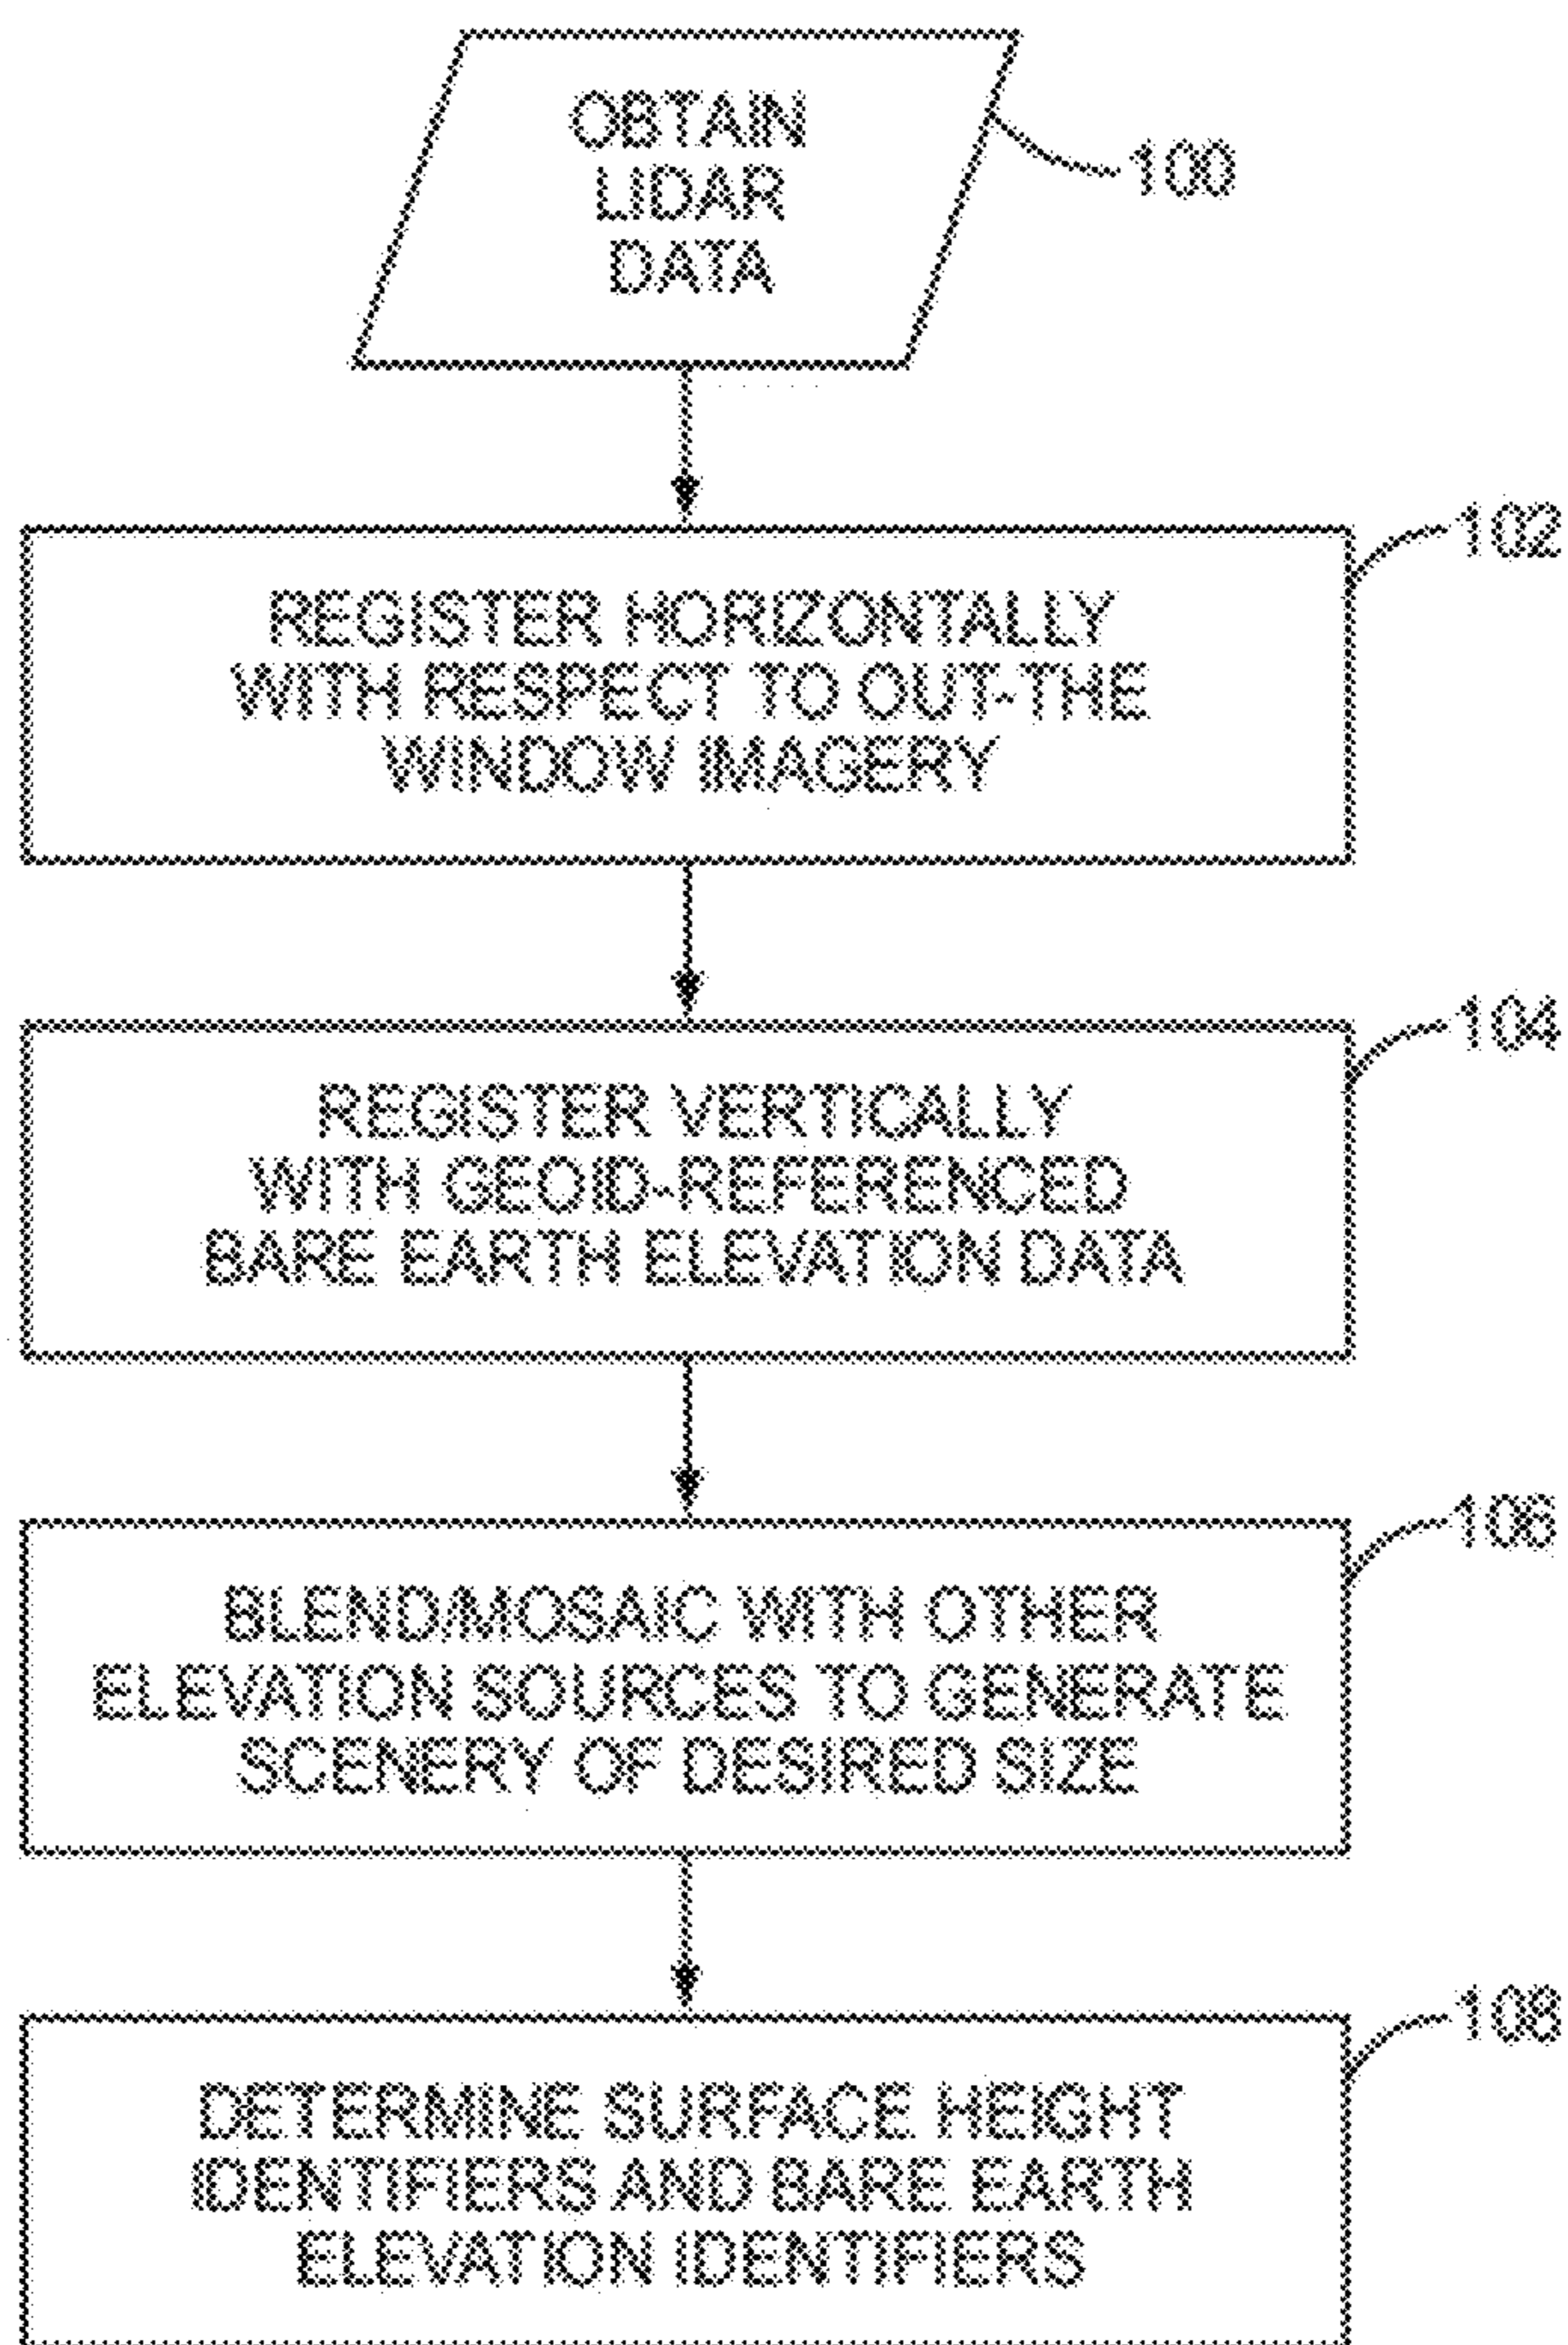 OBTAIN
LIDAR
DATA
100
102
REGISTER HORIZONTALLY
WITH RESPECT TO OUT-THE
WINDOW IMAGERY
104
REGISTER VERTICALLY
WITH GEOID-REFERENCED
BARE EARTH ELEVATION DATA
106
BLEND/MOSAIC WITH OTHER
ELEVATION SOURCES TO GENERATE
SCENERY OF DESIRED SIZE
108
DETERMINE SURFACE HEIGHT
IDENTIFIERS AND BARE EARTH
ELEVATION IDENTIFIERS